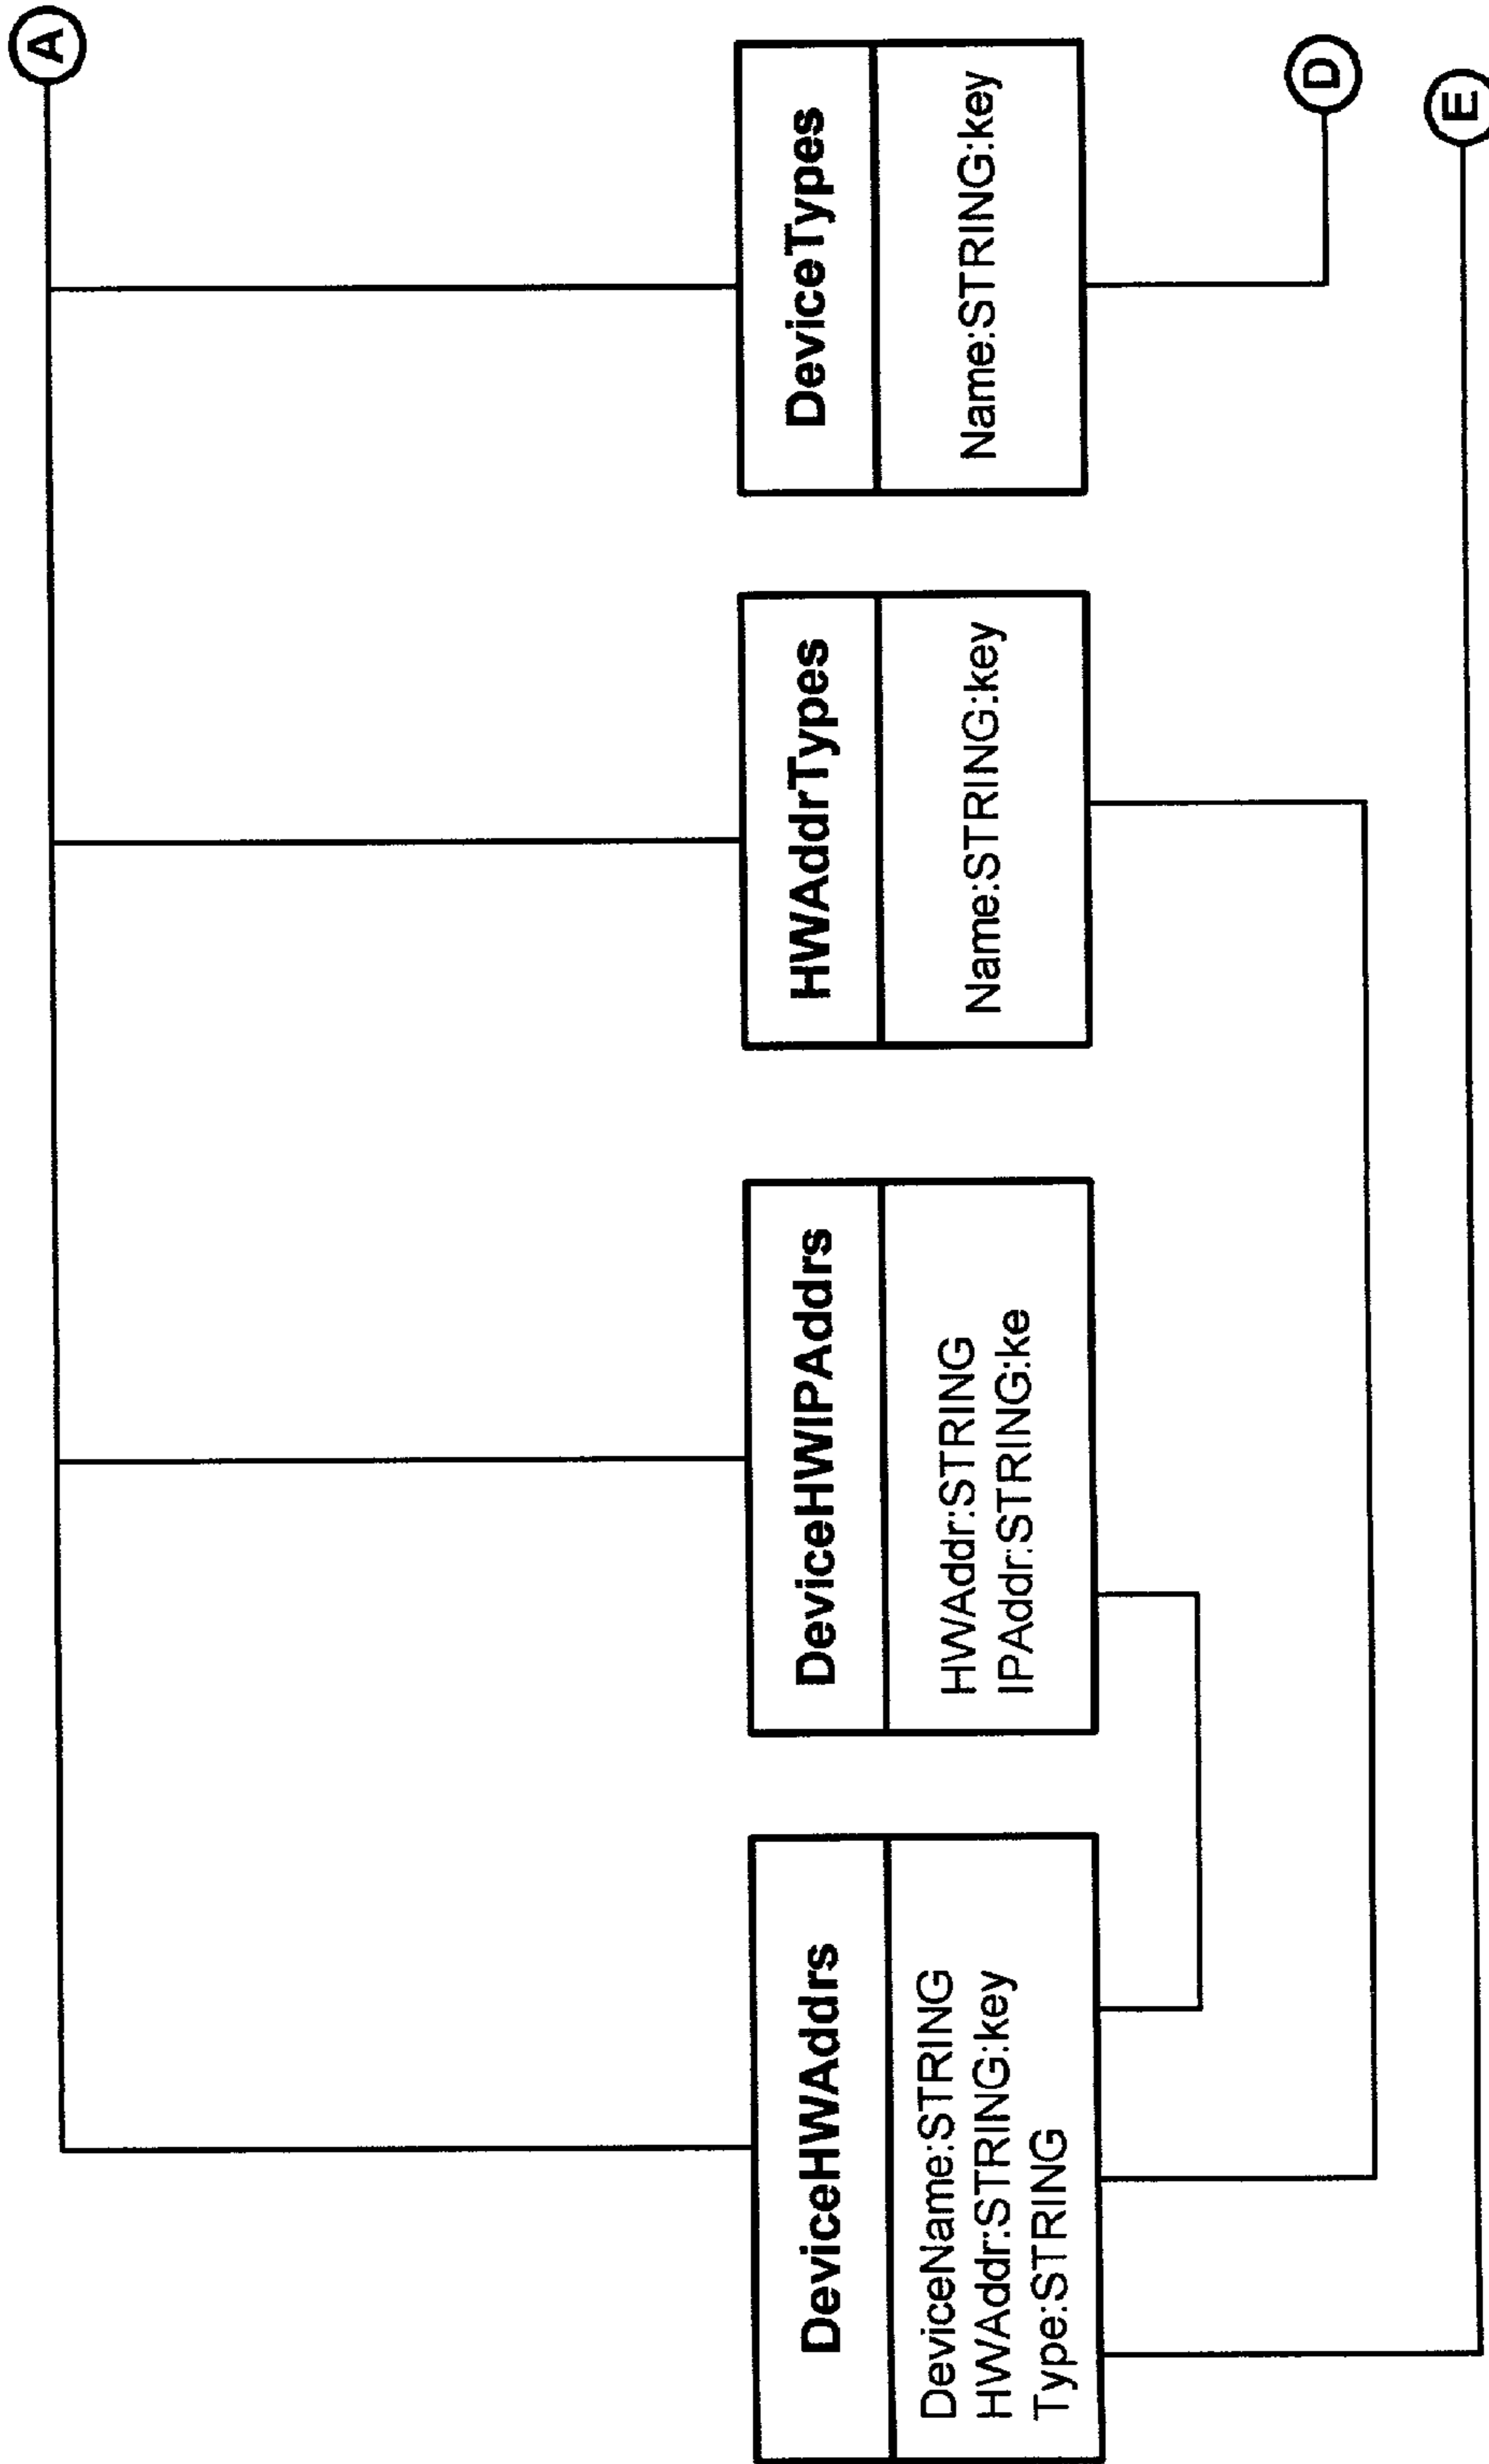 A
DeviceHWAddrs
DeviceName:STRING
HWAddr:STRING:key
Type:STRING
DeviceHWIPAddrs
HWAddr:STRING
IPAddr:STRING:ke
HWAddrTypes
Name:STRING:key
DeviceTypes
Name:STRING:key
D
E